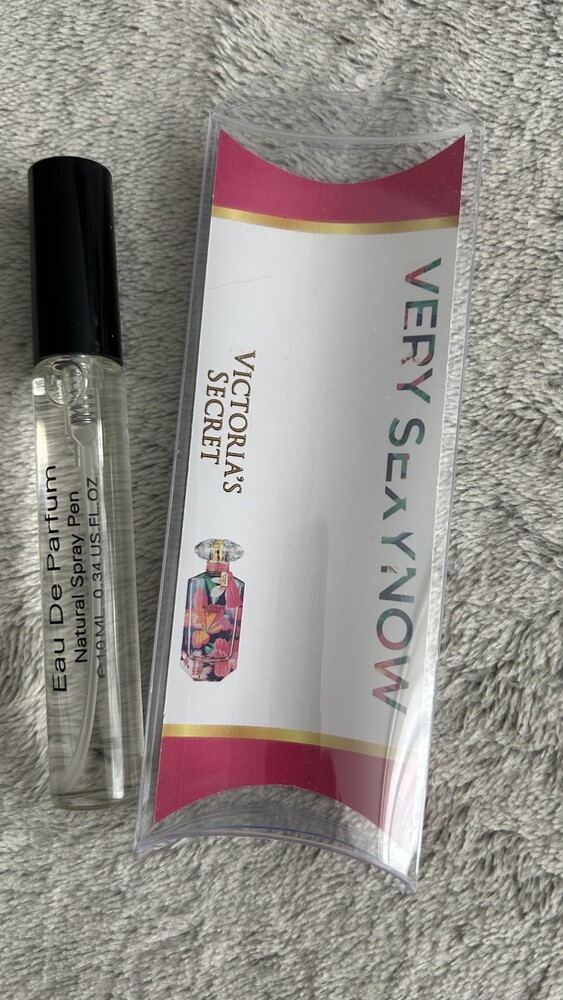 Eau De Parfum
Natural Spray Pen
℮10 ML 0.34 US.FL.OZ
VERY SEXY NOW
VICTORIA'S
SECRET